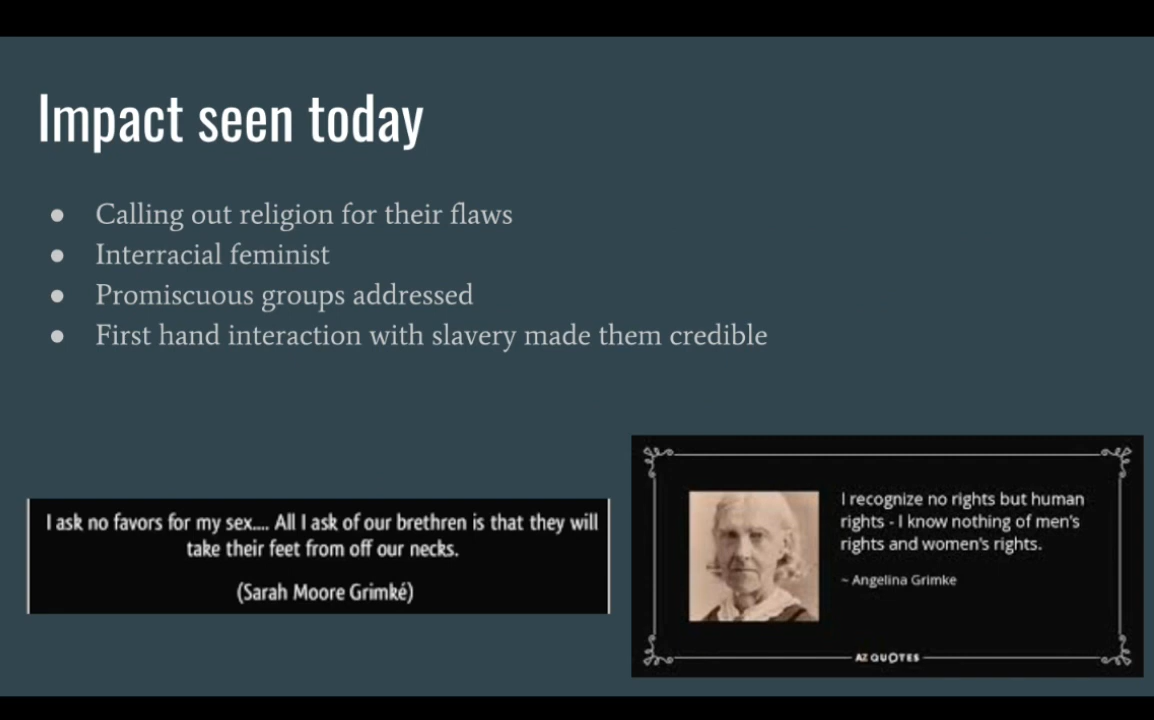 Impact seen today
● Calling out religion for their flaws
● Interracial feminist
● Promiscuous groups addressed
● First hand interaction with slavery made them credible
I ask no favors for my sex.... All I ask of our brethren is that they will
take their feet from off our necks.
(Sarah Moore Grimké)
I recognize no rights but human
rights - I know nothing of men's
rights and women's rights.
~ Angelina Grimke
AZ QUOTES